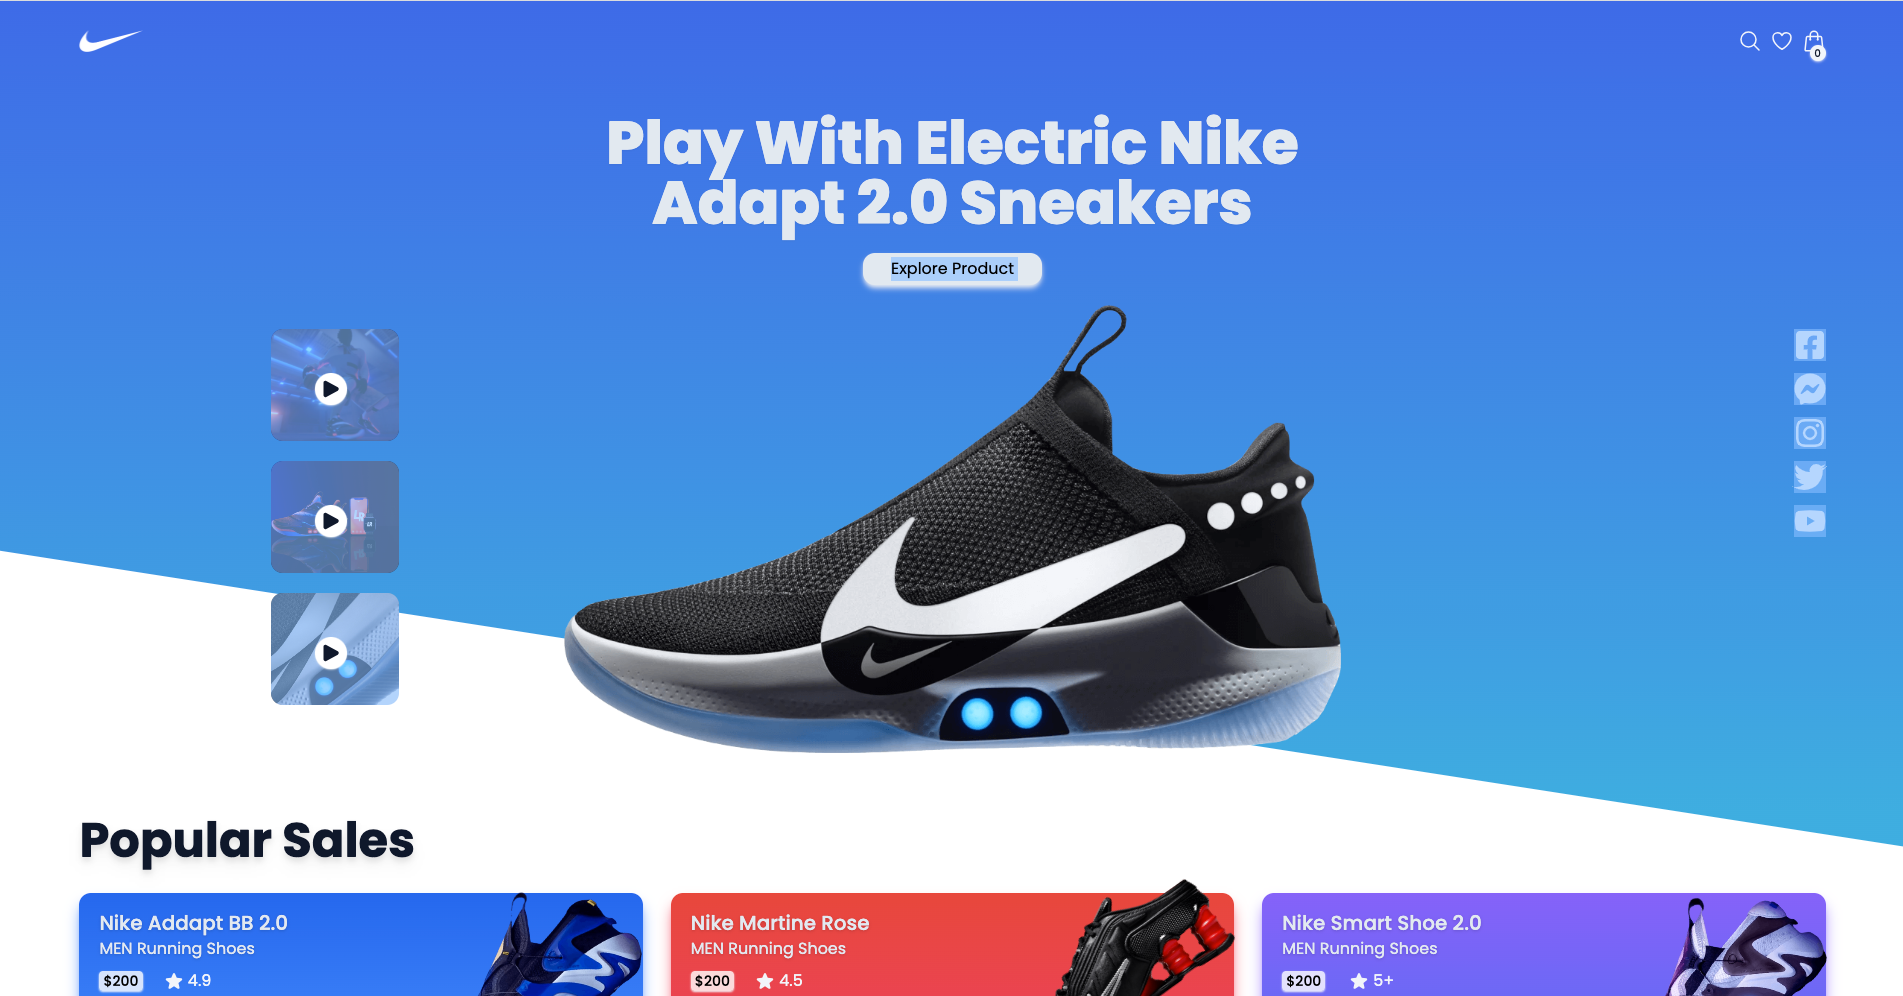 0
Play With Electric Nike
Adapt 2.0 Sneakers
Explore Product
Popular Sales
Nike Addapt BB 2.0
MEN Running Shoes
$200 4.9
Nike Martine Rose
MEN Running Shoes
$200 4.5
Nike Smart Shoe 2.0
MEN Running Shoes
$200 5+